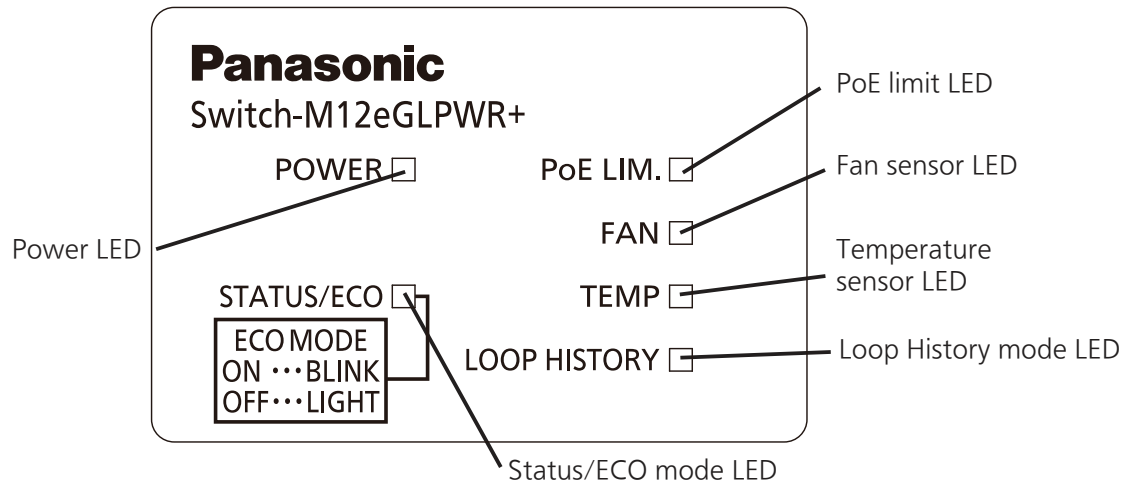 Panasonic
Switch-M12eGLPWR+
POWER
PoE LIM.
FAN
STATUS/ECO
TEMP
ECO MODE
ON ···BLINK
OFF···LIGHT
LOOP HISTORY
Power LED
PoE limit LED
Fan sensor LED
Temperature
sensor LED
Loop History mode LED
Status/ECO mode LED